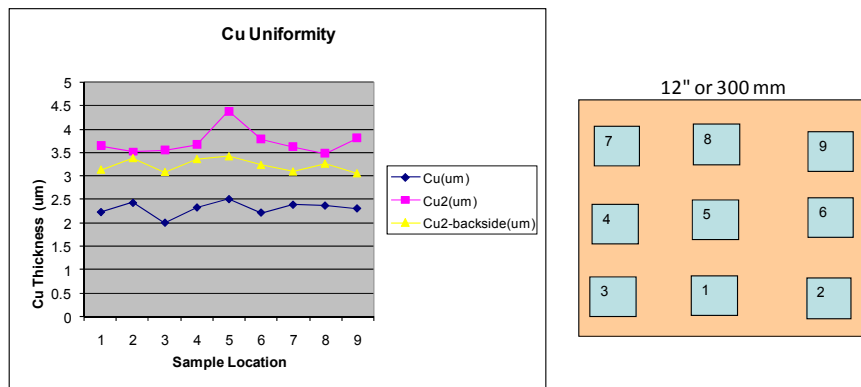 Cu Uniformity
5
4.5
4
3.5
3
2.5
2
1.5
1
0.5
0
Cu Thickness (um)
1 2 3 4 5 6 7 8 9
Sample Location
Cu(um)
Cu2(um)
Cu2-backside(um)
12" or 300 mm
7 8 9
4 5 6
3 1 2